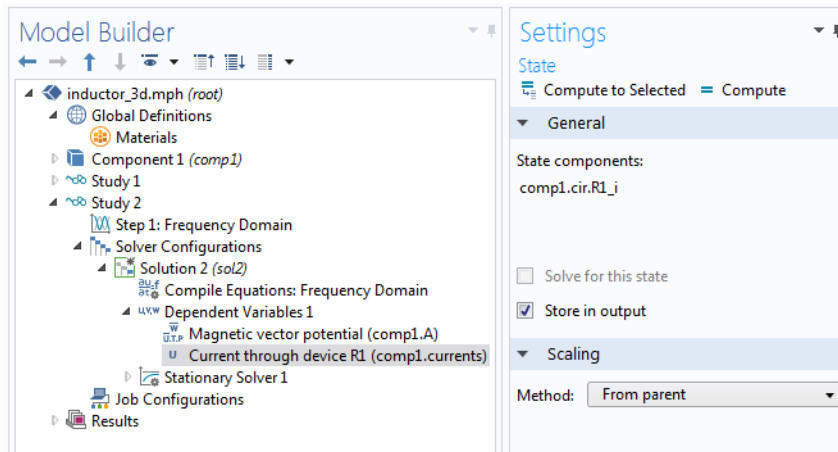 Model Builder
inductor_3d.mph (root)
Global Definitions
Materials
Component 1 (comp1)
Study 1
Study 2
Step 1: Frequency Domain
Solver Configurations
Solution 2 (sol2)
Compile Equations: Frequency Domain
Dependent Variables 1
Magnetic vector potential (comp1.A)
Current through device R1 (comp1.currents)
Stationary Solver 1
Job Configurations
Results
Settings
State
Compute to Selected = Compute
General
State components:
comp1.cir.R1_i
Solve for this state
Store in output
Scaling
Method: From parent